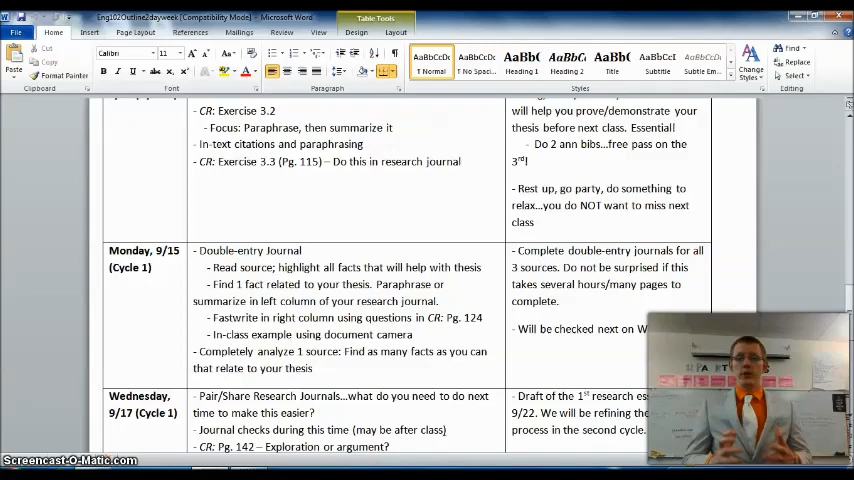 Eng102Outline2dayweek [Compatibility Mode] - Microsoft Word
Table Tools
File
Home
Insert
Page Layout
References
Mailings
Review
View
Design
Layout
Cut
Copy
Format Painter
Paste
Clipboard
Calibri
11
Font
Paragraph
AaBbCcDc
¶ Normal
AaBbCcDc
¶ No Spaci...
AaBbC
Heading 1
AaBbCc
Heading 2
AaBbC
Title
AaBbCcI
Subtitle
AaBbCcDc
Subtle Em...
Change
Styles
Styles
Find
Replace
Select
Editing
- CR: Exercise 3.2
- Focus: Paraphrase, then summarize it
- In-text citations and paraphrasing
- CR: Exercise 3.3 (Pg. 115) – Do this in research journal
will help you prove/demonstrate your
thesis before next class. Essential!
- Do 2 ann bibs...free pass on the
3rd!
- Rest up, go party, do something to
relax...you do NOT want to miss next
class
Monday, 9/15
(Cycle 1)
- Double-entry Journal
- Read source; highlight all facts that will help with thesis
- Find 1 fact related to your thesis. Paraphrase or
summarize in left column of your research journal.
- Fastwrite in right column using questions in CR: Pg. 124
- In-class example using document camera
- Completely analyze 1 source: Find as many facts as you can
that relate to your thesis
- Complete double-entry journals for all
3 sources. Do not be surprised if this
takes several hours/many pages to
complete.
- Will be checked next on W
Wednesday,
9/17 (Cycle 1)
- Pair/Share Research Journals...what do you need to do next
time to make this easier?
- Journal checks during this time (may be after class)
- CR: Pg. 142 – Exploration or argument?
- Draft of the 1st research es
9/22. We will be refining the
process in the second cycle.
Screencast-O-Matic.com